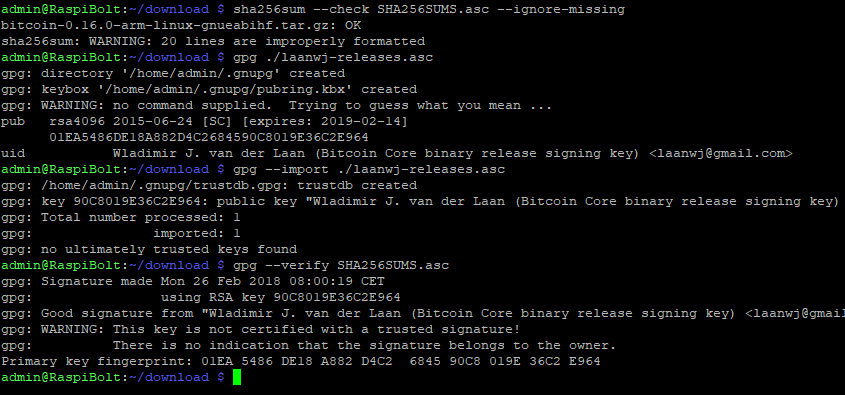 admin@RaspiBolt:~/download $ sha256sum --check SHA256SUMS.asc --ignore-missing
bitcoin-0.16.0-arm-linux-gnueabihf.tar.gz: OK
sha256sum: WARNING: 20 lines are improperly formatted
admin@RaspiBolt:~/download $ gpg ./laanwj-releases.asc
gpg: directory '/home/admin/.gnupg' created
gpg: keybox '/home/admin/.gnupg/pubring.kbx' created
gpg: WARNING: no command supplied.  Trying to guess what you mean ...
pub   rsa4096 2015-06-24 [SC] [expires: 2019-02-14]
      01EA5486DE18A882D4C2684590C8019E36C2E964
uid           Wladimir J. van der Laan (Bitcoin Core binary release signing key) <laanwj@gmail.com>
admin@RaspiBolt:~/download $ gpg --import ./laanwj-releases.asc
gpg: /home/admin/.gnupg/trustdb.gpg: trustdb created
gpg: key 90C8019E36C2E964: public key "Wladimir J. van der Laan (Bitcoin Core binary release signing key)
gpg: Total number processed: 1
gpg:               imported: 1
gpg: no ultimately trusted keys found
admin@RaspiBolt:~/download $ gpg --verify SHA256SUMS.asc
gpg: Signature made Mon 26 Feb 2018 08:00:19 CET
gpg:                using RSA key 90C8019E36C2E964
gpg: Good signature from "Wladimir J. van der Laan (Bitcoin Core binary release signing key) <laanwj@gmai
gpg: WARNING: This key is not certified with a trusted signature!
gpg:          There is no indication that the signature belongs to the owner.
Primary key fingerprint: 01EA 5486 DE18 A882 D4C2  6845 90C8 019E 36C2 E964
admin@RaspiBolt:~/download $